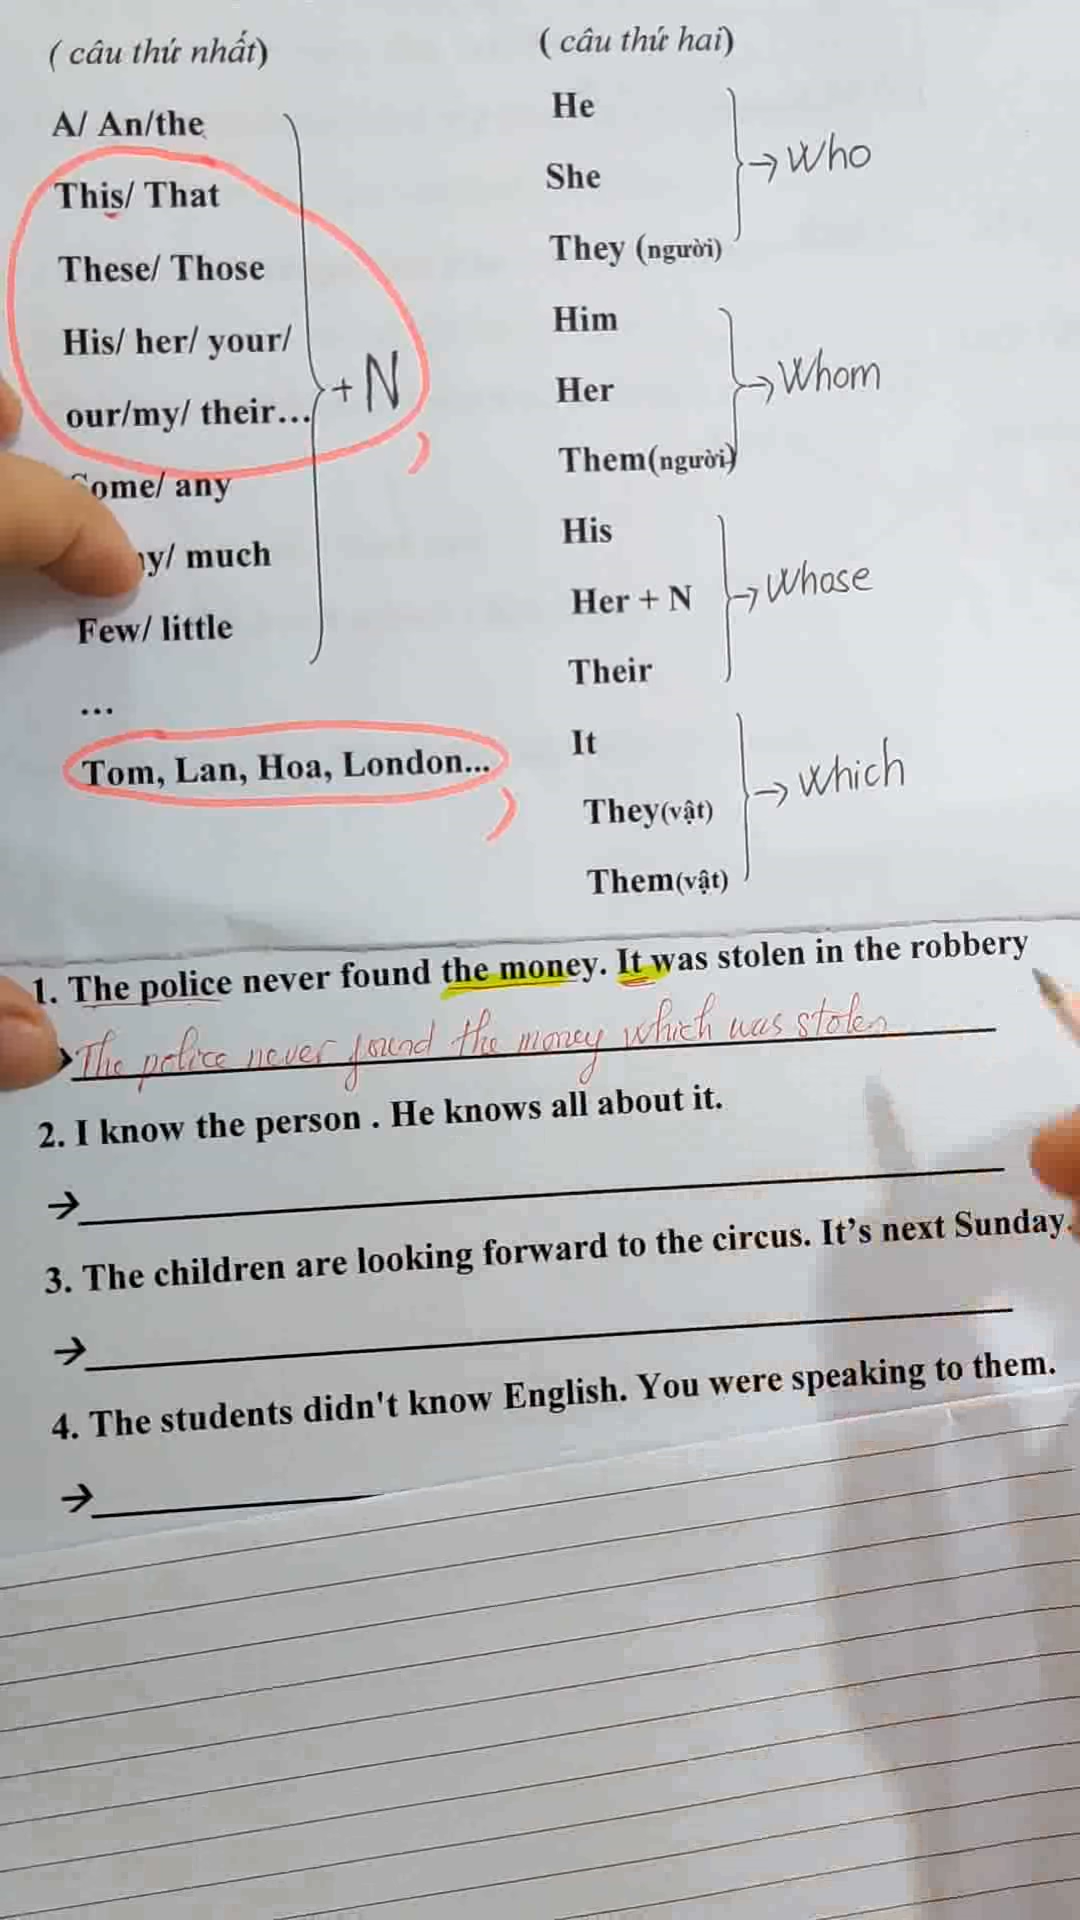 ( câu thứ nhất)
A/ An/the
This/ That
These/ Those
His/ her/ your/
our/my/ their...
+ N
ome/ any
y/ much
Few/ little
...
Tom, Lan, Hoa, London...
( câu thứ hai)
He
She
They (người)
→ Who
Him
Her
Them(người)
→ Whom
His
Her + N
Their
→ Whose
It
They(vật)
Them(vật)
→ which
1. The police never found the money. It was stolen in the robbery
The police never found the money which was stolen
2. I know the person . He knows all about it.
→
3. The children are looking forward to the circus. It's next Sunday.
→
4. The students didn't know English. You were speaking to them.
→